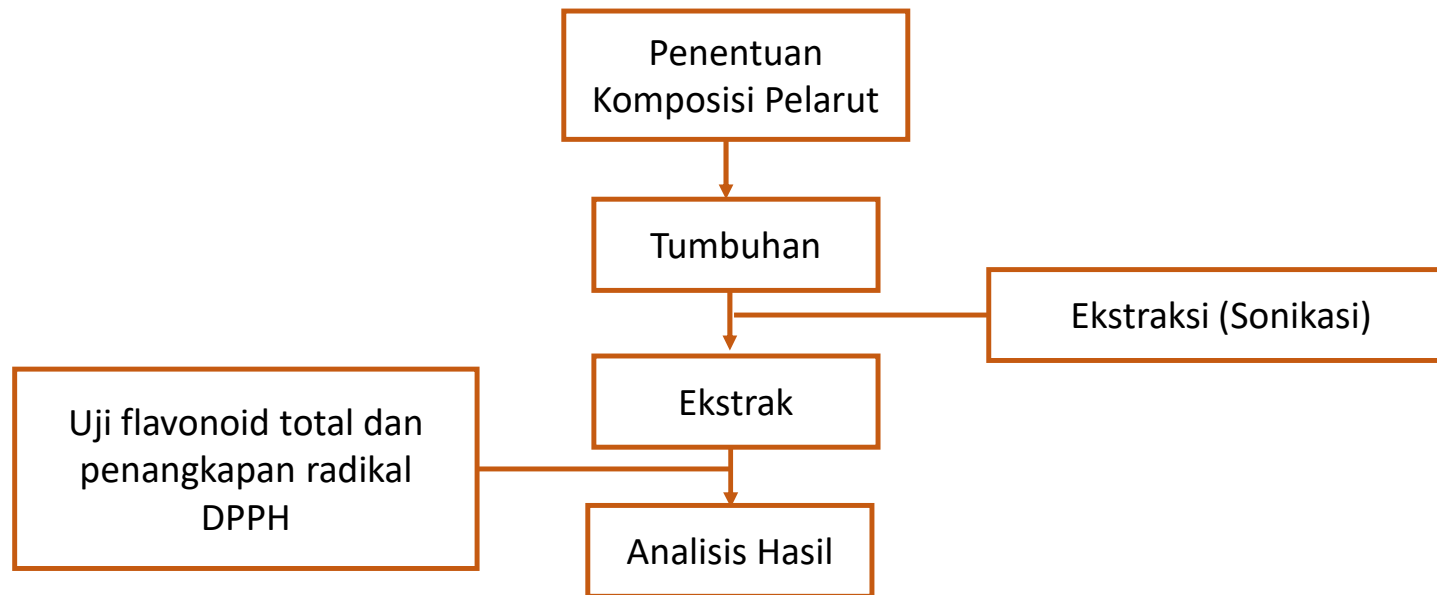 Penentuan
Komposisi Pelarut
Tumbuhan
Ekstraksi (Sonikasi)
Ekstrak
Uji flavonoid total dan
penangkapan radikal
DPPH
Analisis Hasil